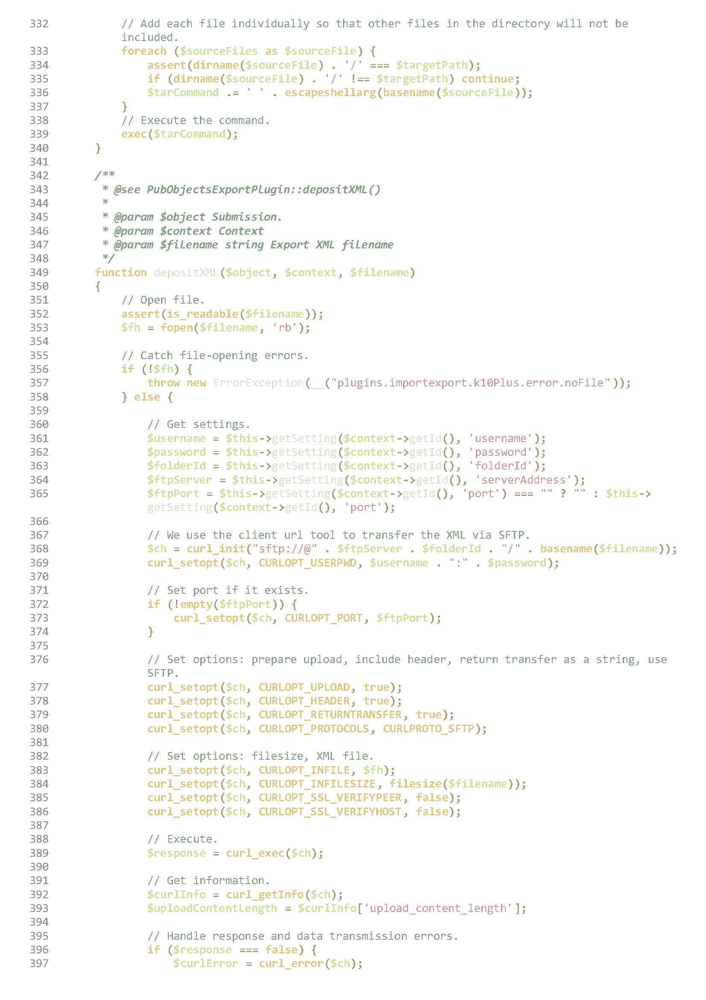 332 // Add each file individually so that other files in the directory will not be
included.
333 foreach ($sourceFiles as $sourceFile) {
334 assert(dirname($sourceFile) . '/' === $targetPath);
335 if (dirname($sourceFile) . '/' !== $targetPath) continue;
336 $tarCommand .= ' ' . escapeshellarg(basename($sourceFile));
337 }
338 // Execute the command.
339 exec($tarCommand);
340 }
341
342 /**
343 * @see PubObjectsExportPlugin::depositXML()
344 *
345 * @param $object Submission.
346 * @param $context Context
347 * @param $filename string Export XML filename
348 */
349 function depositXML($object, $context, $filename)
350 {
351 // Open file.
352 assert(is_readable($filename));
353 $fh = fopen($filename, 'rb');
354
355 // Catch file-opening errors.
356 if (!$fh) {
357 throw new ErrorException(__("plugins.importexport.k10Plus.error.noFile"));
358 } else {
359
360 // Get settings.
361 $username = $this->getSetting($context->getId(), 'username');
362 $password = $this->getSetting($context->getId(), 'password');
363 $folderId = $this->getSetting($context->getId(), 'folderId');
364 $ftpServer = $this->getSetting($context->getId(), 'serverAddress');
365 $ftpPort = $this->getSetting($context->getId(), 'port') === "" ? "" : $this->
getSetting($context->getId(), 'port');
366
367 // We use the client url tool to transfer the XML via SFTP.
368 $ch = curl_init("sftp://@" . $ftpServer . $folderId . "/" . basename($filename));
369 curl_setopt($ch, CURLOPT_USERPWD, $username . ":" . $password);
370
371 // Set port if it exists.
372 if (!empty($ftpPort)) {
373 curl_setopt($ch, CURLOPT_PORT, $ftpPort);
374 }
375
376 // Set options: prepare upload, include header, return transfer as a string, use
SFTP.
377 curl_setopt($ch, CURLOPT_UPLOAD, true);
378 curl_setopt($ch, CURLOPT_HEADER, true);
379 curl_setopt($ch, CURLOPT_RETURNTRANSFER, true);
380 curl_setopt($ch, CURLOPT_PROTOCOLS, CURLPROTO_SFTP);
381
382 // Set options: filesize, XML file.
383 curl_setopt($ch, CURLOPT_INFILE, $fh);
384 curl_setopt($ch, CURLOPT_INFILESIZE, filesize($filename));
385 curl_setopt($ch, CURLOPT_SSL_VERIFYPEER, false);
386 curl_setopt($ch, CURLOPT_SSL_VERIFYHOST, false);
387
388 // Execute.
389 $response = curl_exec($ch);
390
391 // Get information.
392 $curlInfo = curl_getInfo($ch);
393 $uploadContentLength = $curlInfo['upload_content_length'];
394
395 // Handle response and data transmission errors.
396 if ($response === false) {
397 $curlError = curl_error($ch);